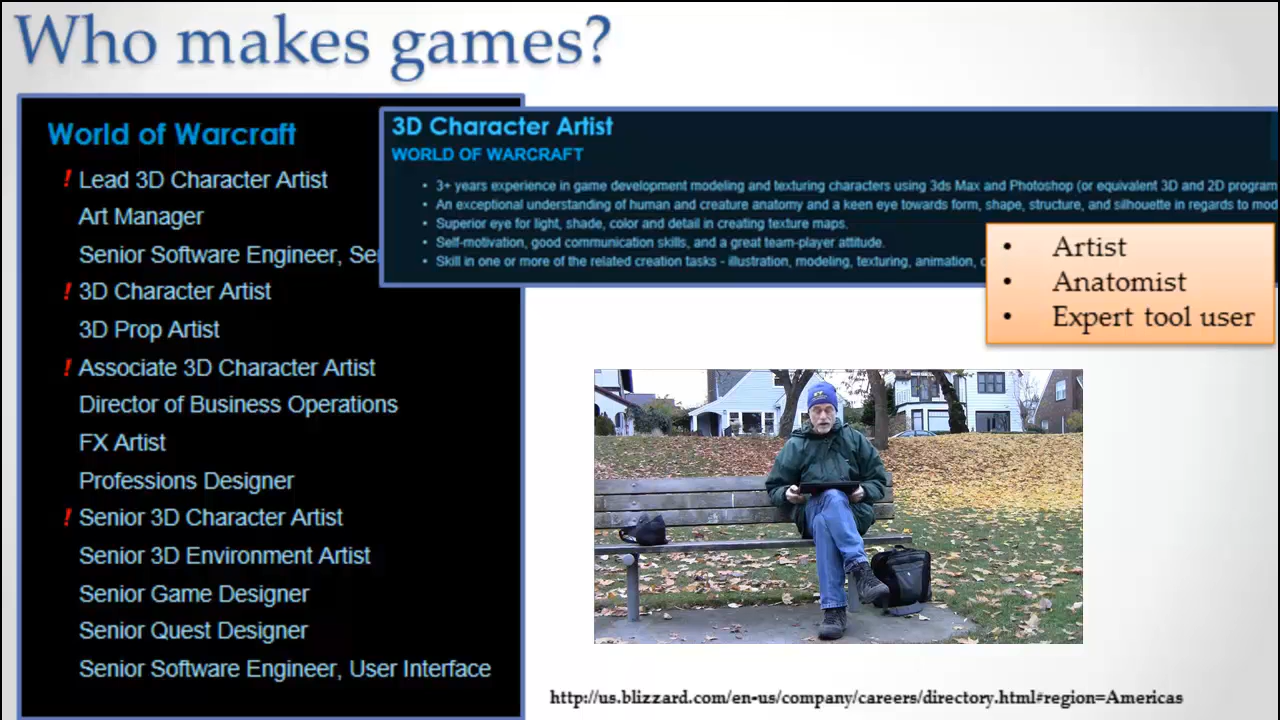 Who makes games?
World of Warcraft
! Lead 3D Character Artist
Art Manager
Senior Software Engineer, Se
! 3D Character Artist
3D Prop Artist
! Associate 3D Character Artist
Director of Business Operations
FX Artist
Professions Designer
! Senior 3D Character Artist
Senior 3D Environment Artist
Senior Game Designer
Senior Quest Designer
Senior Software Engineer, User Interface
3D Character Artist
WORLD OF WARCRAFT
• 3+ years experience in game development modeling and texturing characters using 3ds Max and Photoshop (or equivalent 3D and 2D program
• An exceptional understanding of human and creature anatomy and a keen eye towards form, shape, structure, and silhouette in regards to mod
• Superior eye for light, shade, color and detail in creating texture maps.
• Self-motivation, good communication skills, and a great team-player attitude.
• Skill in one or more of the related creation tasks - illustration, modeling, texturing, animation,
• Artist
• Anatomist
• Expert tool user
http://us.blizzard.com/en-us/company/careers/directory.html#region=Americas